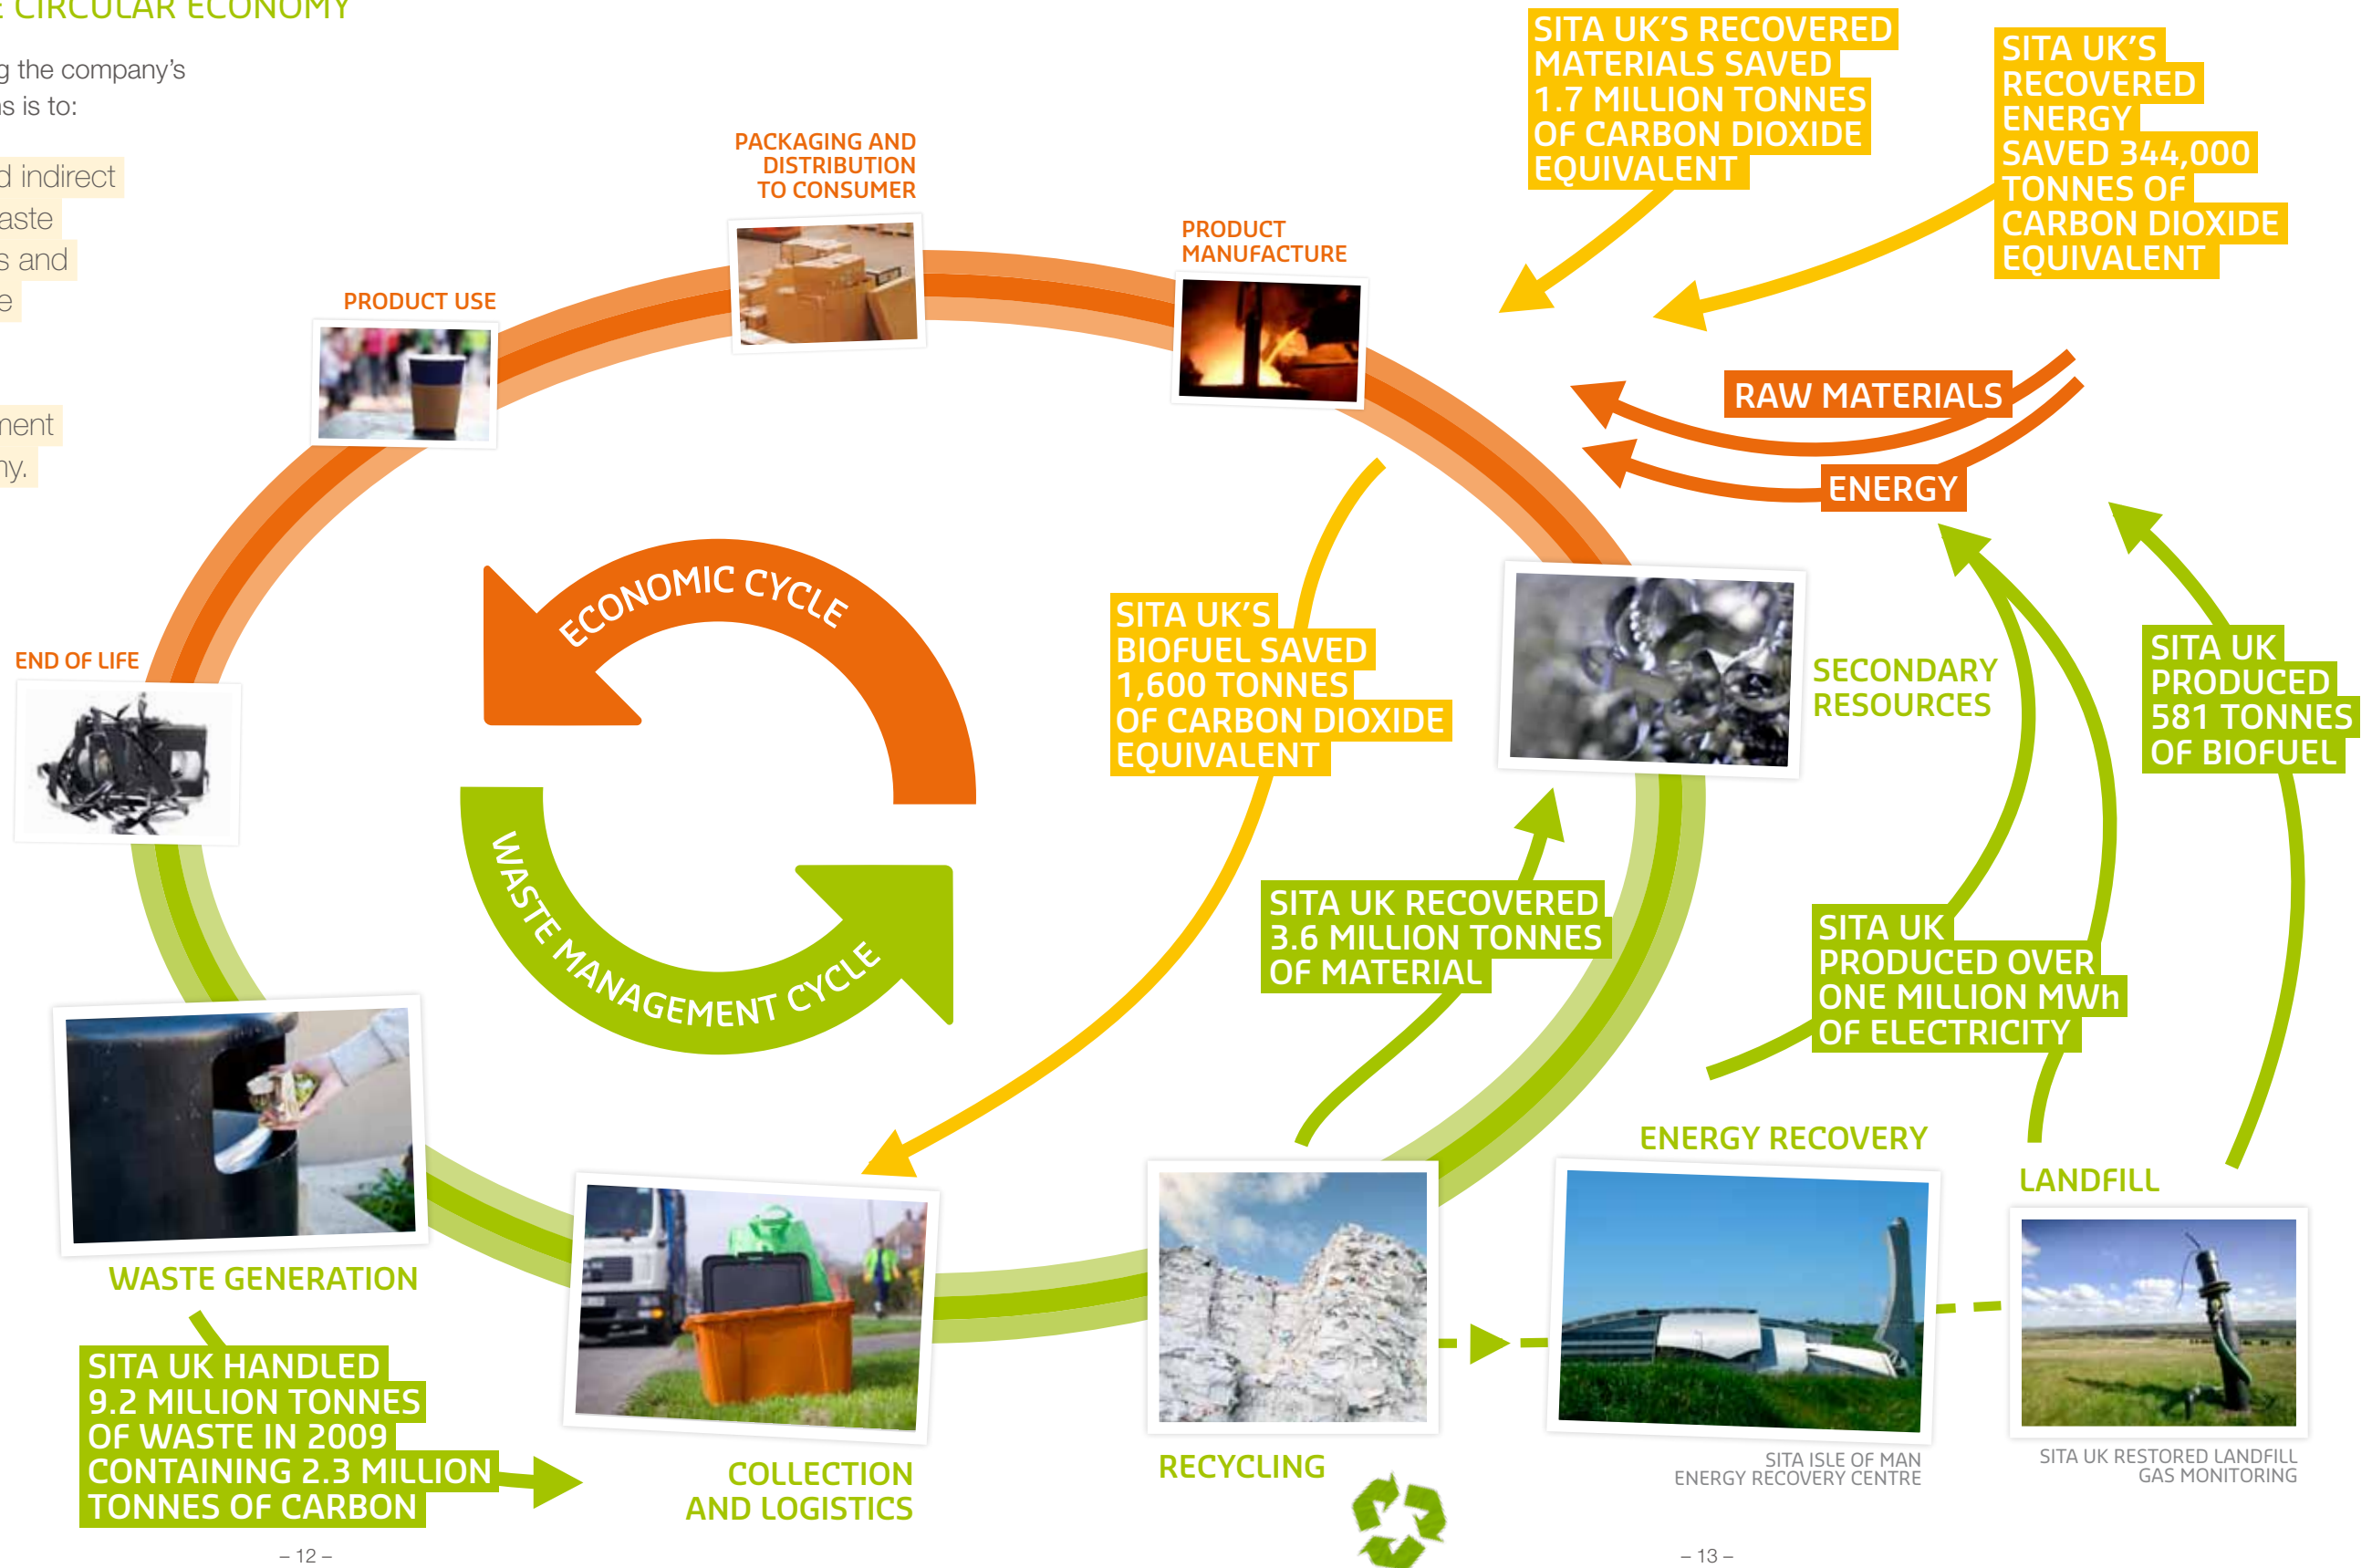 CIRCULAR ECONOMY
the company's
is to:
indirect
and
PACKAGING AND
DISTRIBUTION
TO CONSUMER
PRODUCT
MANUFACTURE
PRODUCT USE
END OF LIFE
SITA UK'S RECOVERED
MATERIALS SAVED
1.7 MILLION TONNES
OF CARBON DIOXIDE
EQUIVALENT
SITA UK'S
RECOVERED
ENERGY
SAVED 344,000
TONNES OF
CARBON DIOXIDE
EQUIVALENT
RAW MATERIALS
ENERGY
ECONOMIC CYCLE
WASTE MANAGEMENT CYCLE
SITA UK'S
BIOFUEL SAVED
1,600 TONNES
OF CARBON DIOXIDE
EQUIVALENT
SECONDARY
RESOURCES
SITA UK
PRODUCED
581 TONNES
OF BIOFUEL
SITA UK RECOVERED
3.6 MILLION TONNES
OF MATERIAL
SITA UK
PRODUCED OVER
ONE MILLION MWh
OF ELECTRICITY
WASTE GENERATION
SITA UK HANDLED
9.2 MILLION TONNES
OF WASTE IN 2009
CONTAINING 2.3 MILLION
TONNES OF CARBON
COLLECTION
AND LOGISTICS
RECYCLING
ENERGY RECOVERY
SITA ISLE OF MAN
ENERGY RECOVERY CENTRE
LANDFILL
SITA UK RESTORED LANDFILL
GAS MONITORING
– 12 –
– 13 –